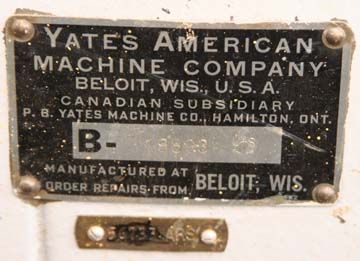 YATES AMERICAN
MACHINE COMPANY
BELOIT, WIS., U.S.A.
CANADIAN SUBSIDIARY
P. B. YATES MACHINE CO., HAMILTON, ONT.
B-
MANUFACTURED AT
ORDER REPAIRS FROM
BELOIT, WIS.